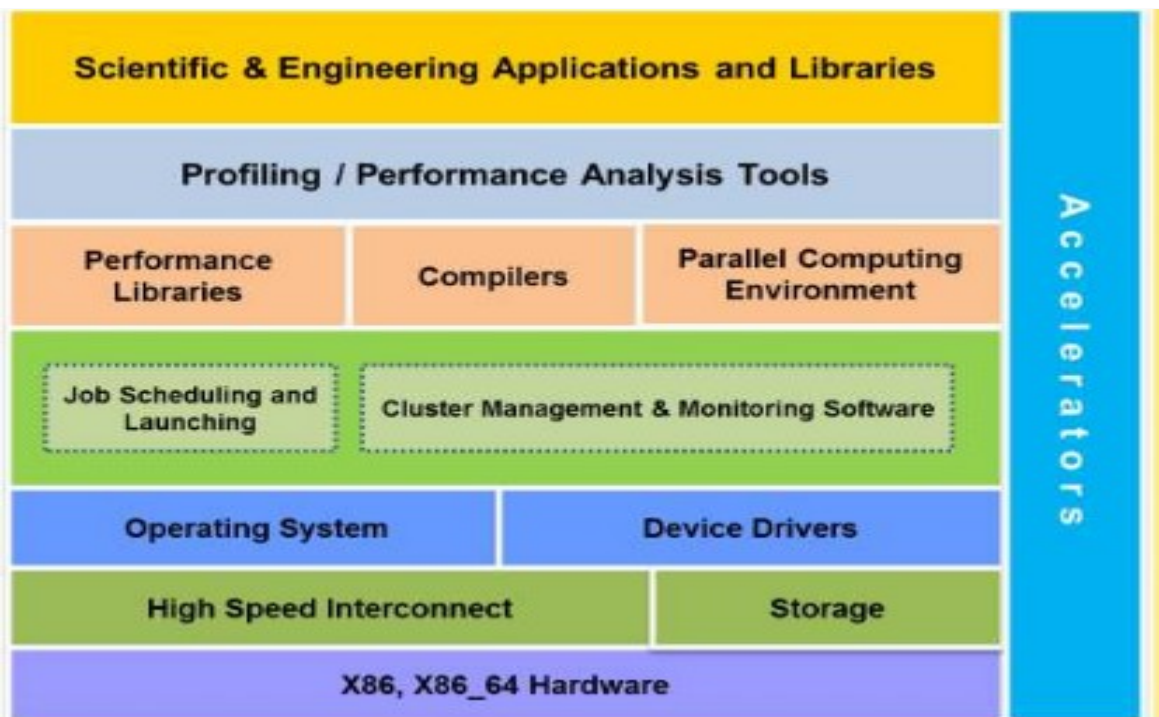 Scientific & Engineering Applications and Libraries
Profiling / Performance Analysis Tools
Performance
Libraries
Compilers
Parallel Computing
Environment
Job Scheduling and
Launching
Cluster Management & Monitoring Software
Operating System
Device Drivers
High Speed Interconnect
Storage
X86, X86_64 Hardware
Accelerators